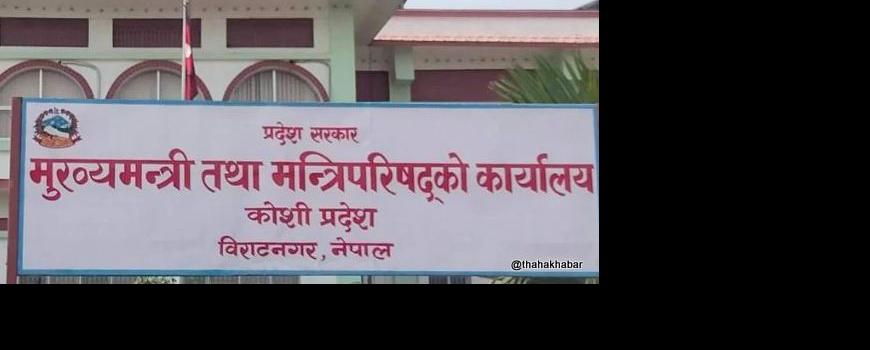 प्रदेश सरकार
मुख्यमन्त्री तथा मन्त्रिपरिषद्को कार्यालय
कोशी प्रदेश
विराटनगर, नेपाल
@thahakhabar